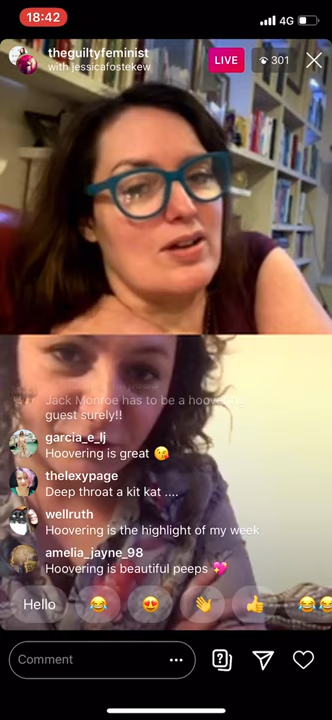 18:42
4G
theguiltyfeminist
with jessicafostekew
LIVE
301
Jack Monroe has to be a
guest surely!!
garcia_e_lj
Hoovering is great 😘
thelexypage
Deep throat a kit kat ....
wellruth
Hoovering is the highlight of my week
amelia_jayne_98
Hoovering is beautiful peeps 💖
Hello 😂 😍 👋 👍 😂😂
Comment